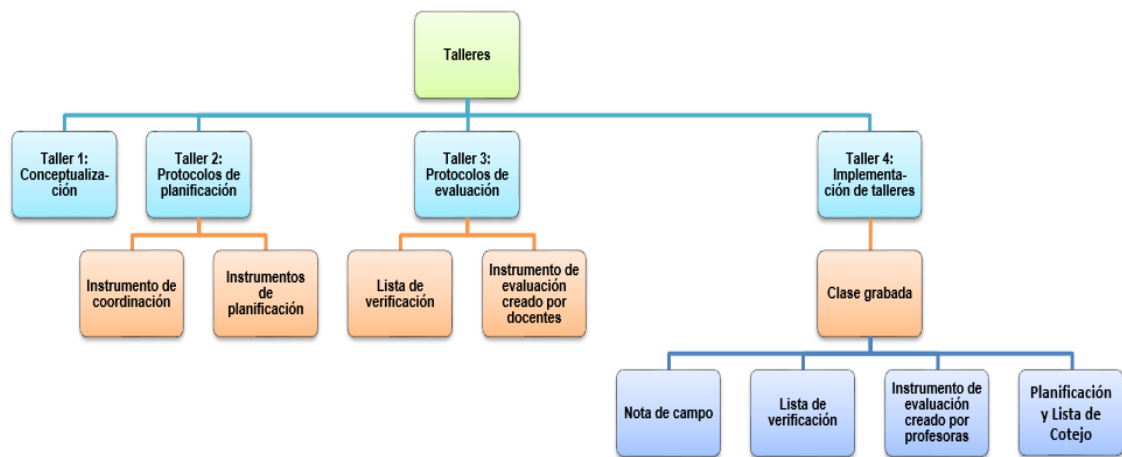 Talleres
Taller 1:
Conceptualiza-
ción
Taller 2:
Protocolos de
planificación
Taller 3:
Protocolos de
evaluación
Taller 4:
Implementa-
ción de talleres
Instrumento de
coordinación
Instrumentos
de
planificación
Lista de
verificación
Instrumento de
evaluación
creado por
docentes
Clase grabada
Nota de campo
Lista de
verificación
Instrumento de
evaluación
creado por
profesoras
Planificación
y Lista de
Cotejo